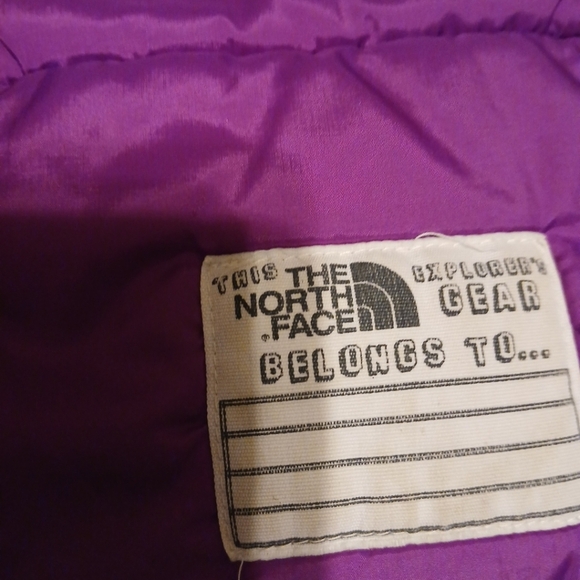 THIS THE NORTH FACE EXPLORER'S GEAR
BELONGS TO...